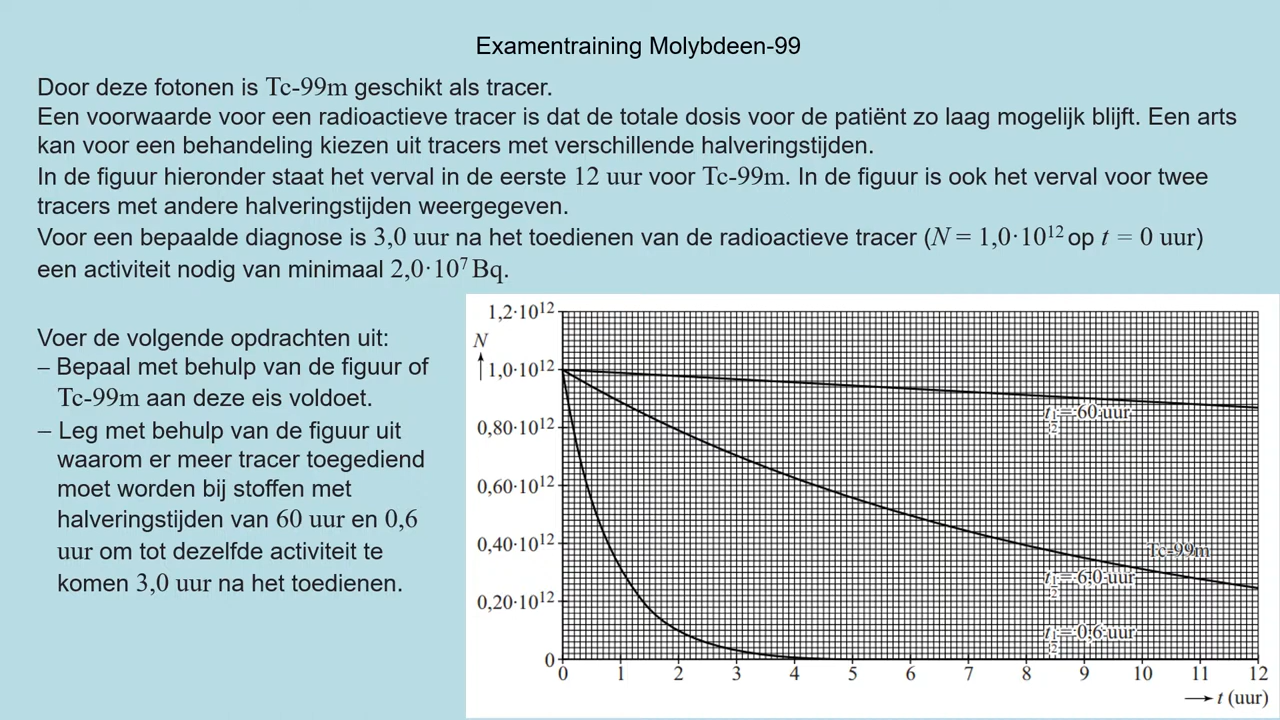 Examentraining Molybdeen-99
Door deze fotonen is Tc-99m geschikt als tracer.
Een voorwaarde voor een radioactieve tracer is dat de totale dosis voor de patiënt zo laag mogelijk blijft. Een arts
kan voor een behandeling kiezen uit tracers met verschillende halveringstijden.
In de figuur hieronder staat het verval in de eerste 12 uur voor Tc-99m. In de figuur is ook het verval voor twee
tracers met andere halveringstijden weergegeven.
Voor een bepaalde diagnose is 3,0 uur na het toedienen van de radioactieve tracer (N = 1,0·10¹² op t = 0 uur)
een activiteit nodig van minimaal 2,0·10⁷ Bq.
Voer de volgende opdrachten uit:
– Bepaal met behulp van de figuur of
Tc-99m aan deze eis voldoet.
– Leg met behulp van de figuur uit
waarom er meer tracer toegediend
moet worden bij stoffen met
halveringstijden van 60 uur en 0,6
uur om tot dezelfde activiteit te
komen 3,0 uur na het toedienen.
1,2·10¹²
N
1,0·10¹²
0,80·10¹²
0,60·10¹²
0,40·10¹²
0,20·10¹²
0
t½ = 60 uur
Tc-99m
t½ = 6,0 uur
t½ = 0,6 uur
0 1 2 3 4 5 6 7 8 9 10 11 12
→ t (uur)